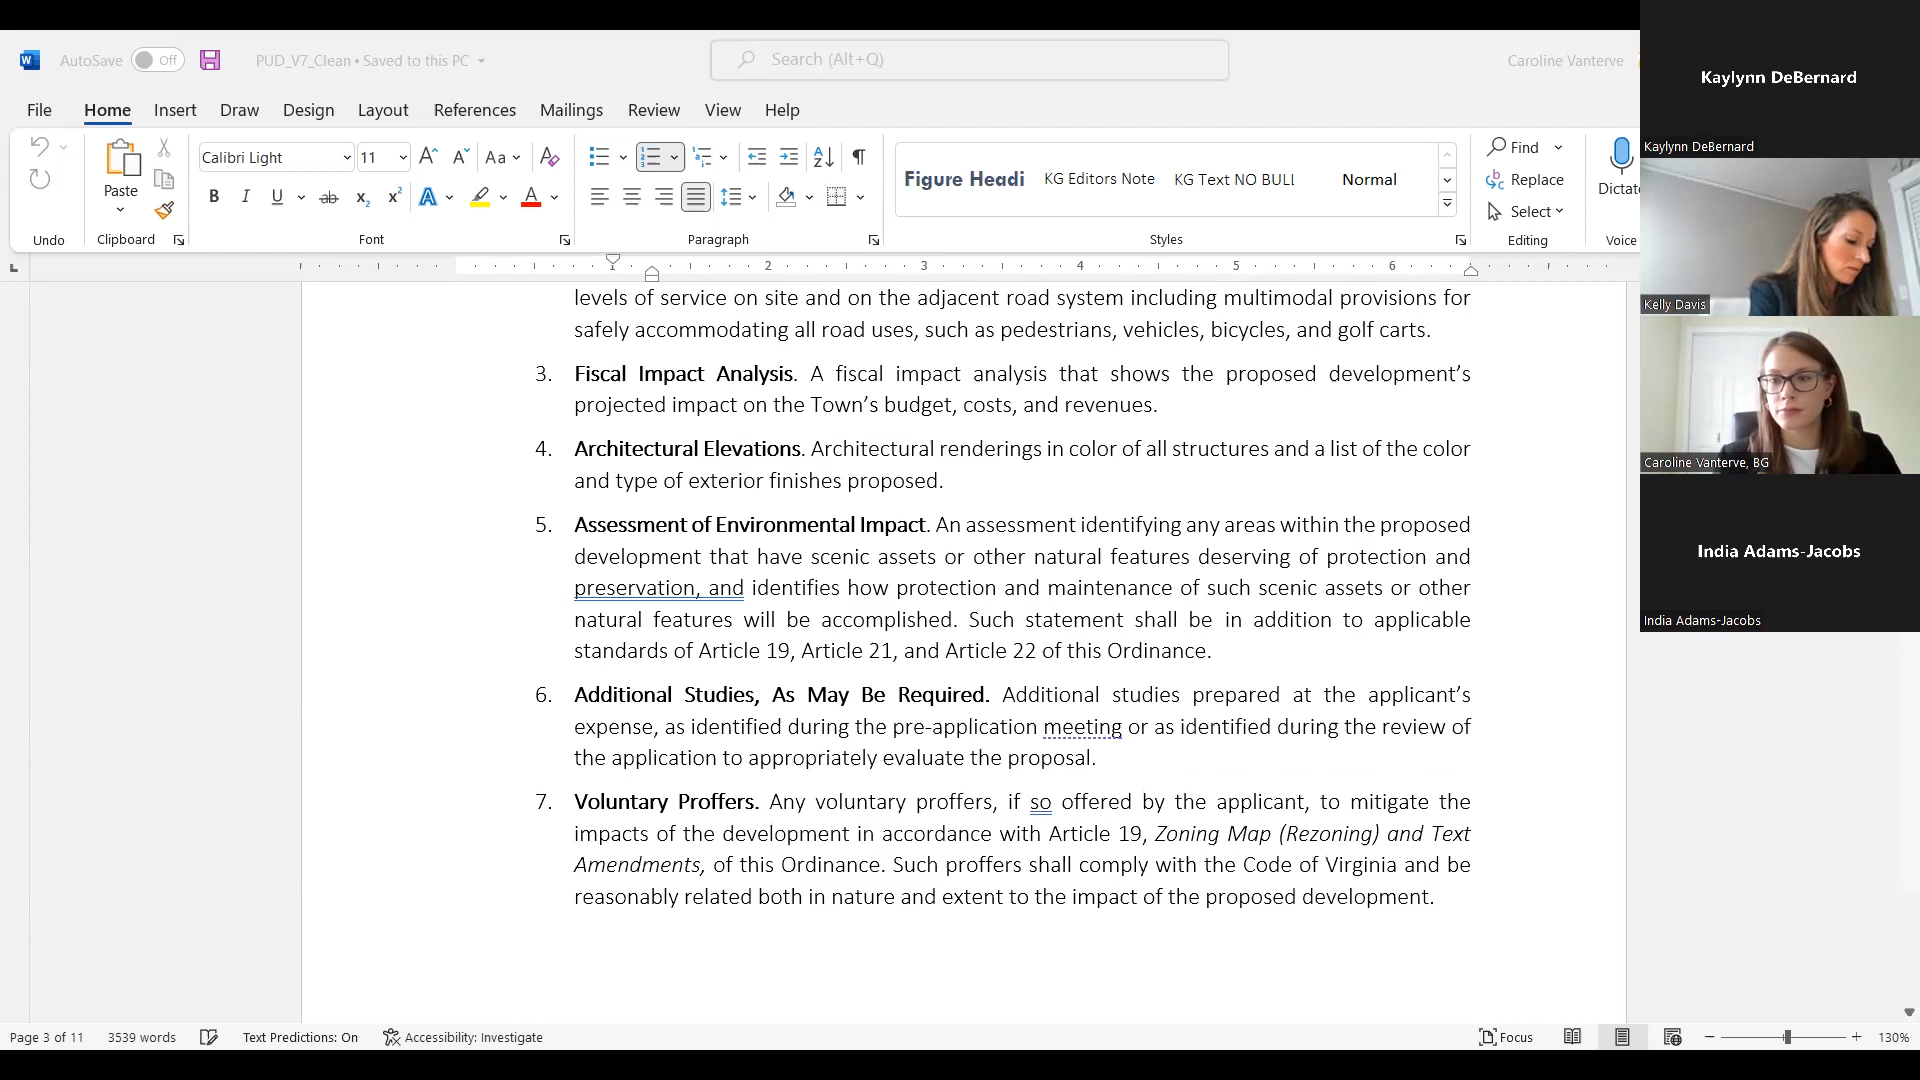 AutoSave Off PUD_V7_Clean • Saved to this PC Search (Alt+Q) Caroline Vanterve
File Home Insert Draw Design Layout References Mailings Review View Help
Paste
Calibri Light 11 Aa
Figure Headi KG Editors Note KG Text NO BULL Normal
Find
Replace
Select
Dictate
Undo Clipboard Font Paragraph Styles Editing Voice
2 3 4 5 6
levels of service on site and on the adjacent road system including multimodal provisions for
safely accommodating all road uses, such as pedestrians, vehicles, bicycles, and golf carts.
3. Fiscal Impact Analysis. A fiscal impact analysis that shows the proposed development’s
projected impact on the Town’s budget, costs, and revenues.
4. Architectural Elevations. Architectural renderings in color of all structures and a list of the color
and type of exterior finishes proposed.
5. Assessment of Environmental Impact. An assessment identifying any areas within the proposed
development that have scenic assets or other natural features deserving of protection and
preservation, and identifies how protection and maintenance of such scenic assets or other
natural features will be accomplished. Such statement shall be in addition to applicable
standards of Article 19, Article 21, and Article 22 of this Ordinance.
6. Additional Studies, As May Be Required. Additional studies prepared at the applicant’s
expense, as identified during the pre-application meeting or as identified during the review of
the application to appropriately evaluate the proposal.
7. Voluntary Proffers. Any voluntary proffers, if so offered by the applicant, to mitigate the
impacts of the development in accordance with Article 19, Zoning Map (Rezoning) and Text
Amendments, of this Ordinance. Such proffers shall comply with the Code of Virginia and be
reasonably related both in nature and extent to the impact of the proposed development.
Page 3 of 11 3539 words Text Predictions: On Accessibility: Investigate Focus 130%
Kaylynn DeBernard
Kaylynn DeBernard
Kelly Davis
Caroline Vanterve, BG
India Adams-Jacobs
India Adams-Jacobs